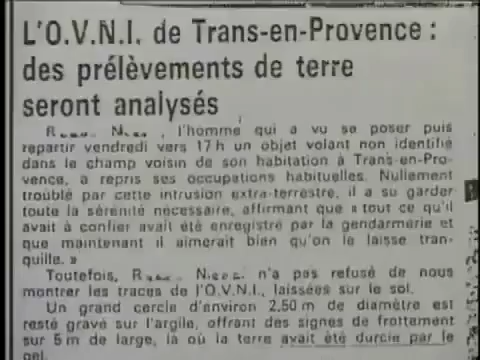 L'O.V.N.I. de Trans-en-Provence :
des prélèvements de terre
seront analysés
l'homme qui a vu se poser puis
repartir vendredi vers 17 h un objet volant non identifié
dans le champ voisin de son habitation à Trans-en-Pro-
vence, a repris ses occupations habituelles. Nullement
troublé par cette intrusion extra-terrestre, il a su garder
toute la sérénité nécessaire, affirmant que « tout ce qu'il
avait à confier avait été enregistré par la gendarmerie et
que maintenant il aimerait bien qu'on le laisse tran-
quille. »
Toutefois, n'a pas refusé de nous
montrer les traces de l'O.V.N.I., laissées sur le sol.
Un grand cercle d'environ 2,50 m de diamètre est
resté gravé sur l'argile, offrant des signes de frottement
sur 5 m de large, là où la terre avait été durcie par le
gel.